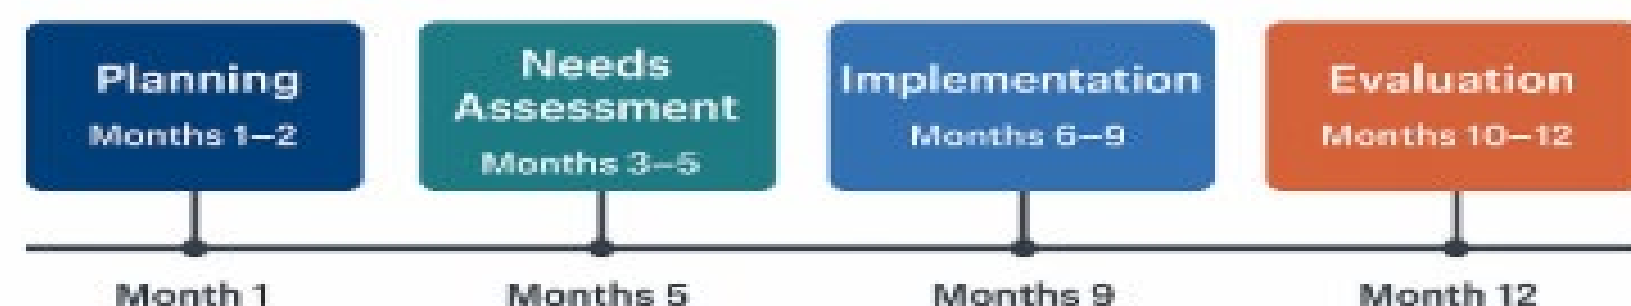 Planning
Months 1–2
Needs
Assessment
Months 3–5
Implementation
Months 6–9
Evaluation
Months 10–12
Month 1
Months 5
Months 9
Month 12